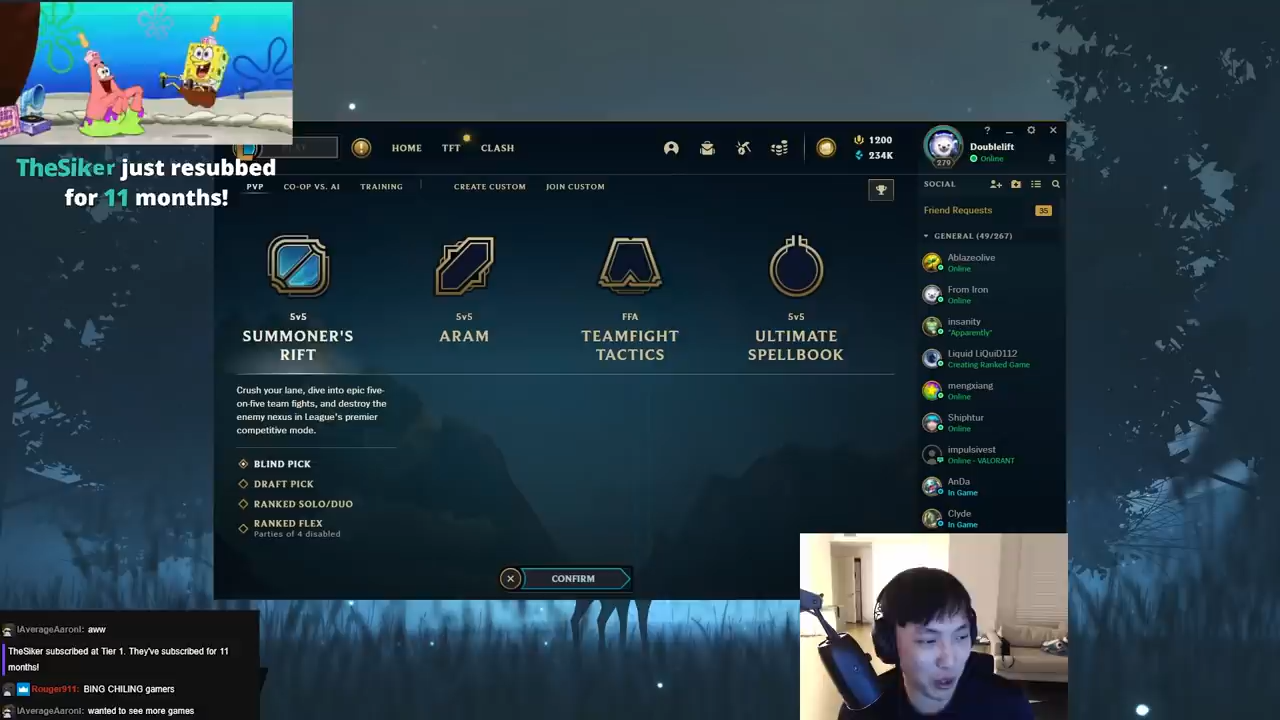 TheSiker just resubbed
for 11 months!
HOME
TFT
CLASH
1200
234K
279
Doublelift
Online
PVP
CO-OP VS. AI
TRAINING
CREATE CUSTOM
JOIN CUSTOM
SOCIAL
Friend Requests
35
GENERAL (49/267)
Ablazeolive
Online
From Iron
Online
insanity
"Apparently"
Liquid LiQuiD112
Creating Ranked Game
mengxiang
Online
Shiphtur
Online
impulsivest
Online - VALORANT
AnDa
In Game
Clyde
In Game
5v5
SUMMONER'S
RIFT
5v5
ARAM
FFA
TEAMFIGHT
TACTICS
5v5
ULTIMATE
SPELLBOOK
Crush your lane, dive into epic five-
on-five team fights, and destroy the
enemy nexus in League's premier
competitive mode.
BLIND PICK
DRAFT PICK
RANKED SOLO/DUO
RANKED FLEX
Parties of 4 disabled
CONFIRM
lAverageAaronl: aww
TheSiker subscribed at Tier 1. They've subscribed for 11
months!
Rouger911: BING CHILING gamers
lAverageAaronl: wanted to see more games